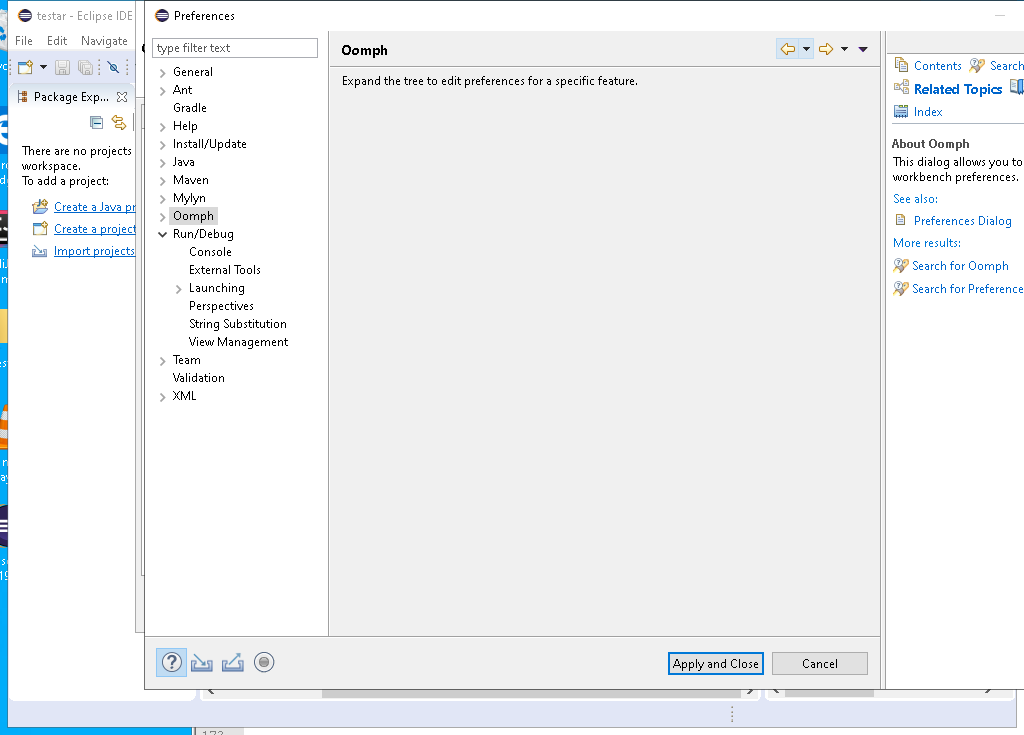 testar - Eclipse IDE
Preferences
File Edit Navigate
type filter text
Oomph
Expand the tree to edit preferences for a specific feature.
General
Ant
Gradle
Help
Install/Update
Java
Maven
Mylyn
Oomph
Run/Debug
Console
External Tools
Launching
Perspectives
String Substitution
View Management
Team
Validation
XML
Package Exp...
There are no projects
workspace.
To add a project:
Create a Java pr
Create a project
Import projects
Contents Search
Related Topics
Index
About Oomph
This dialog allows you to
workbench preferences.
See also:
Preferences Dialog
More results:
Search for Oomph
Search for Preference
Apply and Close
Cancel